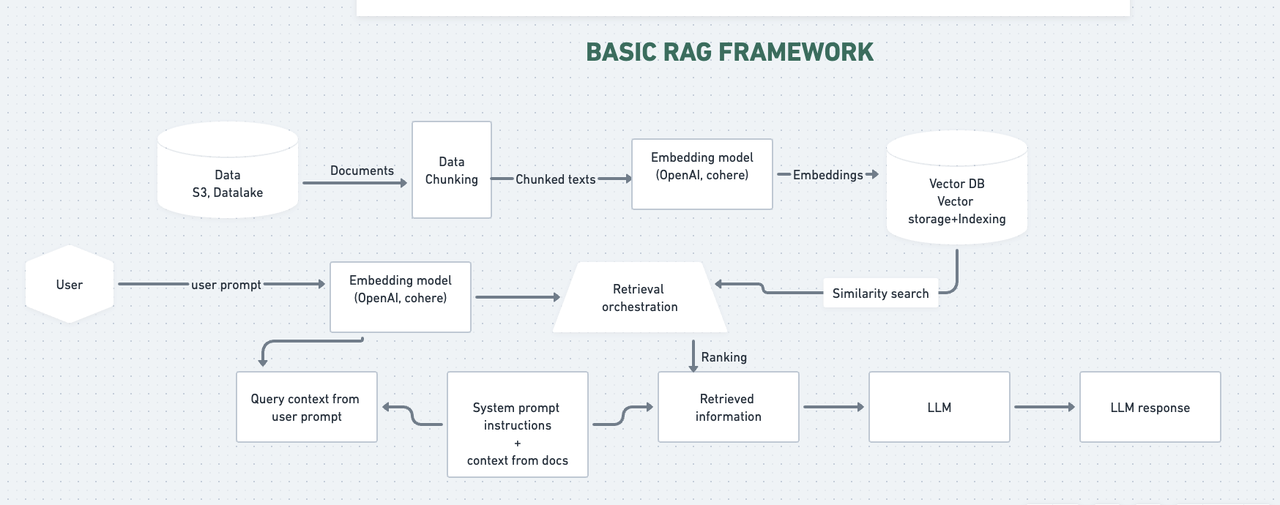 BASIC RAG FRAMEWORK
Data
S3, Datalake
Documents
Data
Chunking
Chunked texts
Embedding model
(OpenAI, cohere)
Embeddings
Vector DB
Vector
storage+Indexing
User
user prompt
Embedding model
(OpenAI, cohere)
Retrieval
orchestration
Similarity search
Ranking
Query context from
user prompt
System prompt
instructions
+
context from docs
Retrieved
information
LLM
LLM response